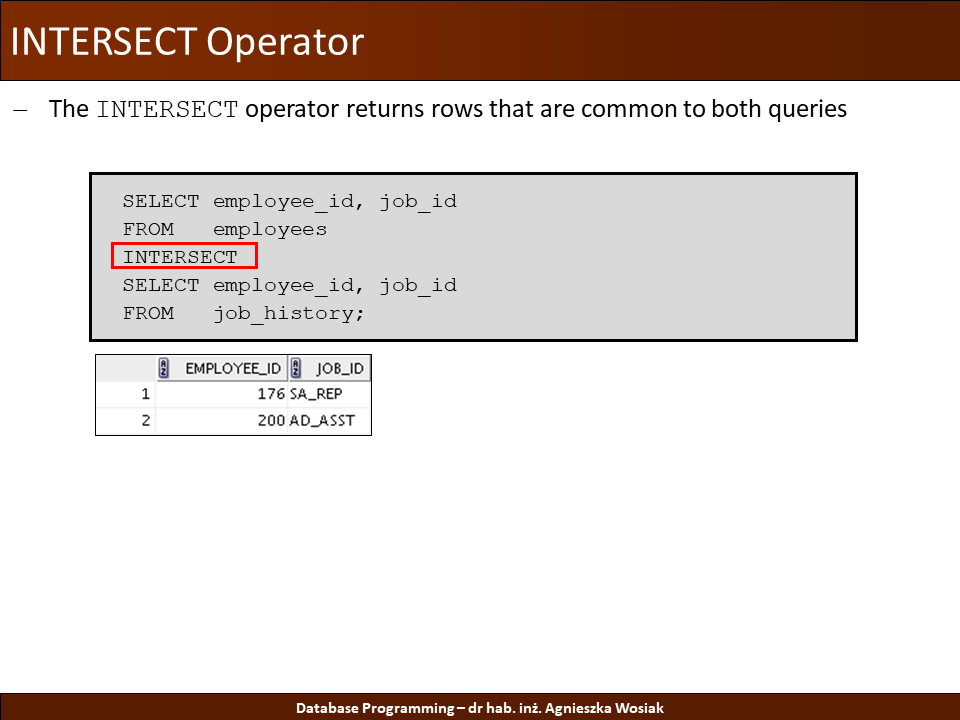 INTERSECT Operator
– The INTERSECT operator returns rows that are common to both queries
SELECT employee_id, job_id
FROM   employees
INTERSECT
SELECT employee_id, job_id
FROM   job_history;
EMPLOYEE_ID JOB_ID
1 176 SA_REP
2 200 AD_ASST
Database Programming – dr hab. inż. Agnieszka Wosiak